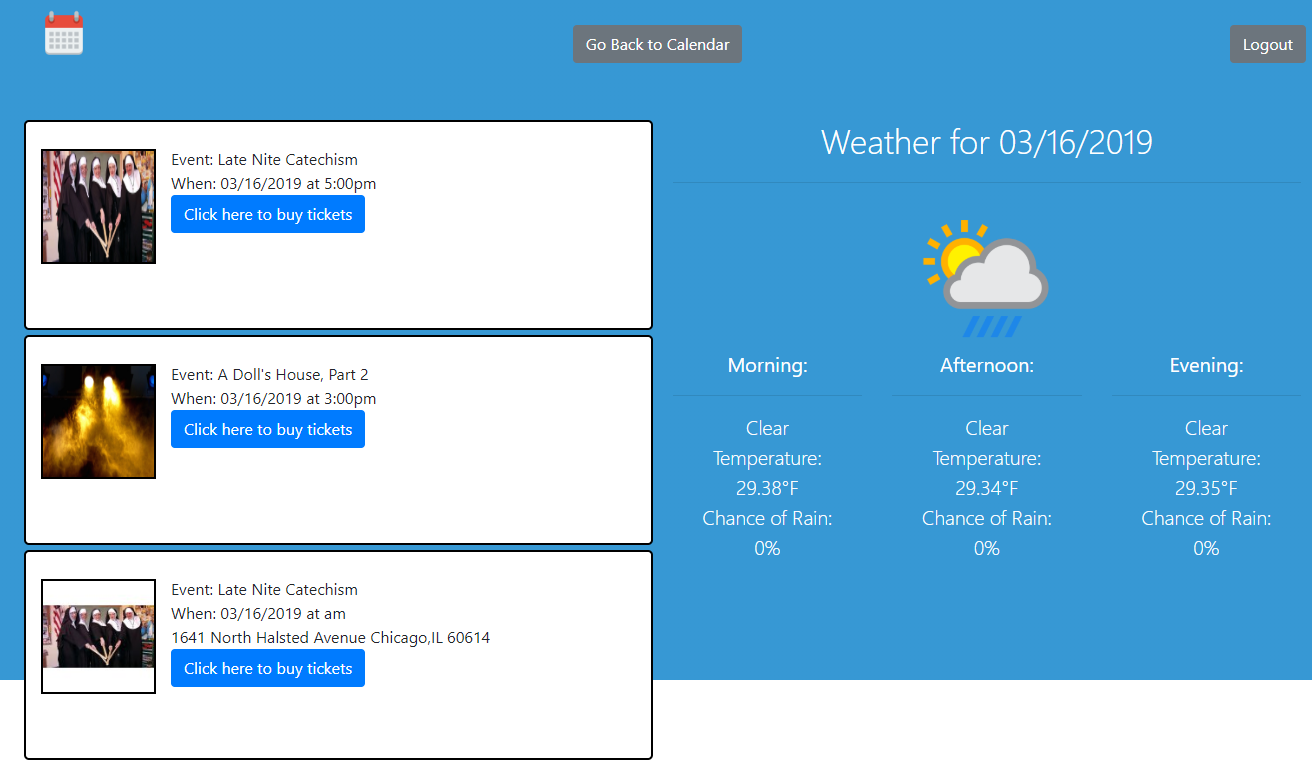 Go Back to Calendar
Logout
Event: Late Nite Catechism
When: 03/16/2019 at 5:00pm
Click here to buy tickets
Event: A Doll's House, Part 2
When: 03/16/2019 at 3:00pm
Click here to buy tickets
Event: Late Nite Catechism
When: 03/16/2019 at am
1641 North Halsted Avenue Chicago,IL 60614
Click here to buy tickets
Weather for 03/16/2019
Morning:
Clear
Temperature:
29.38°F
Chance of Rain:
0%
Afternoon:
Clear
Temperature:
29.34°F
Chance of Rain:
0%
Evening:
Clear
Temperature:
29.35°F
Chance of Rain:
0%